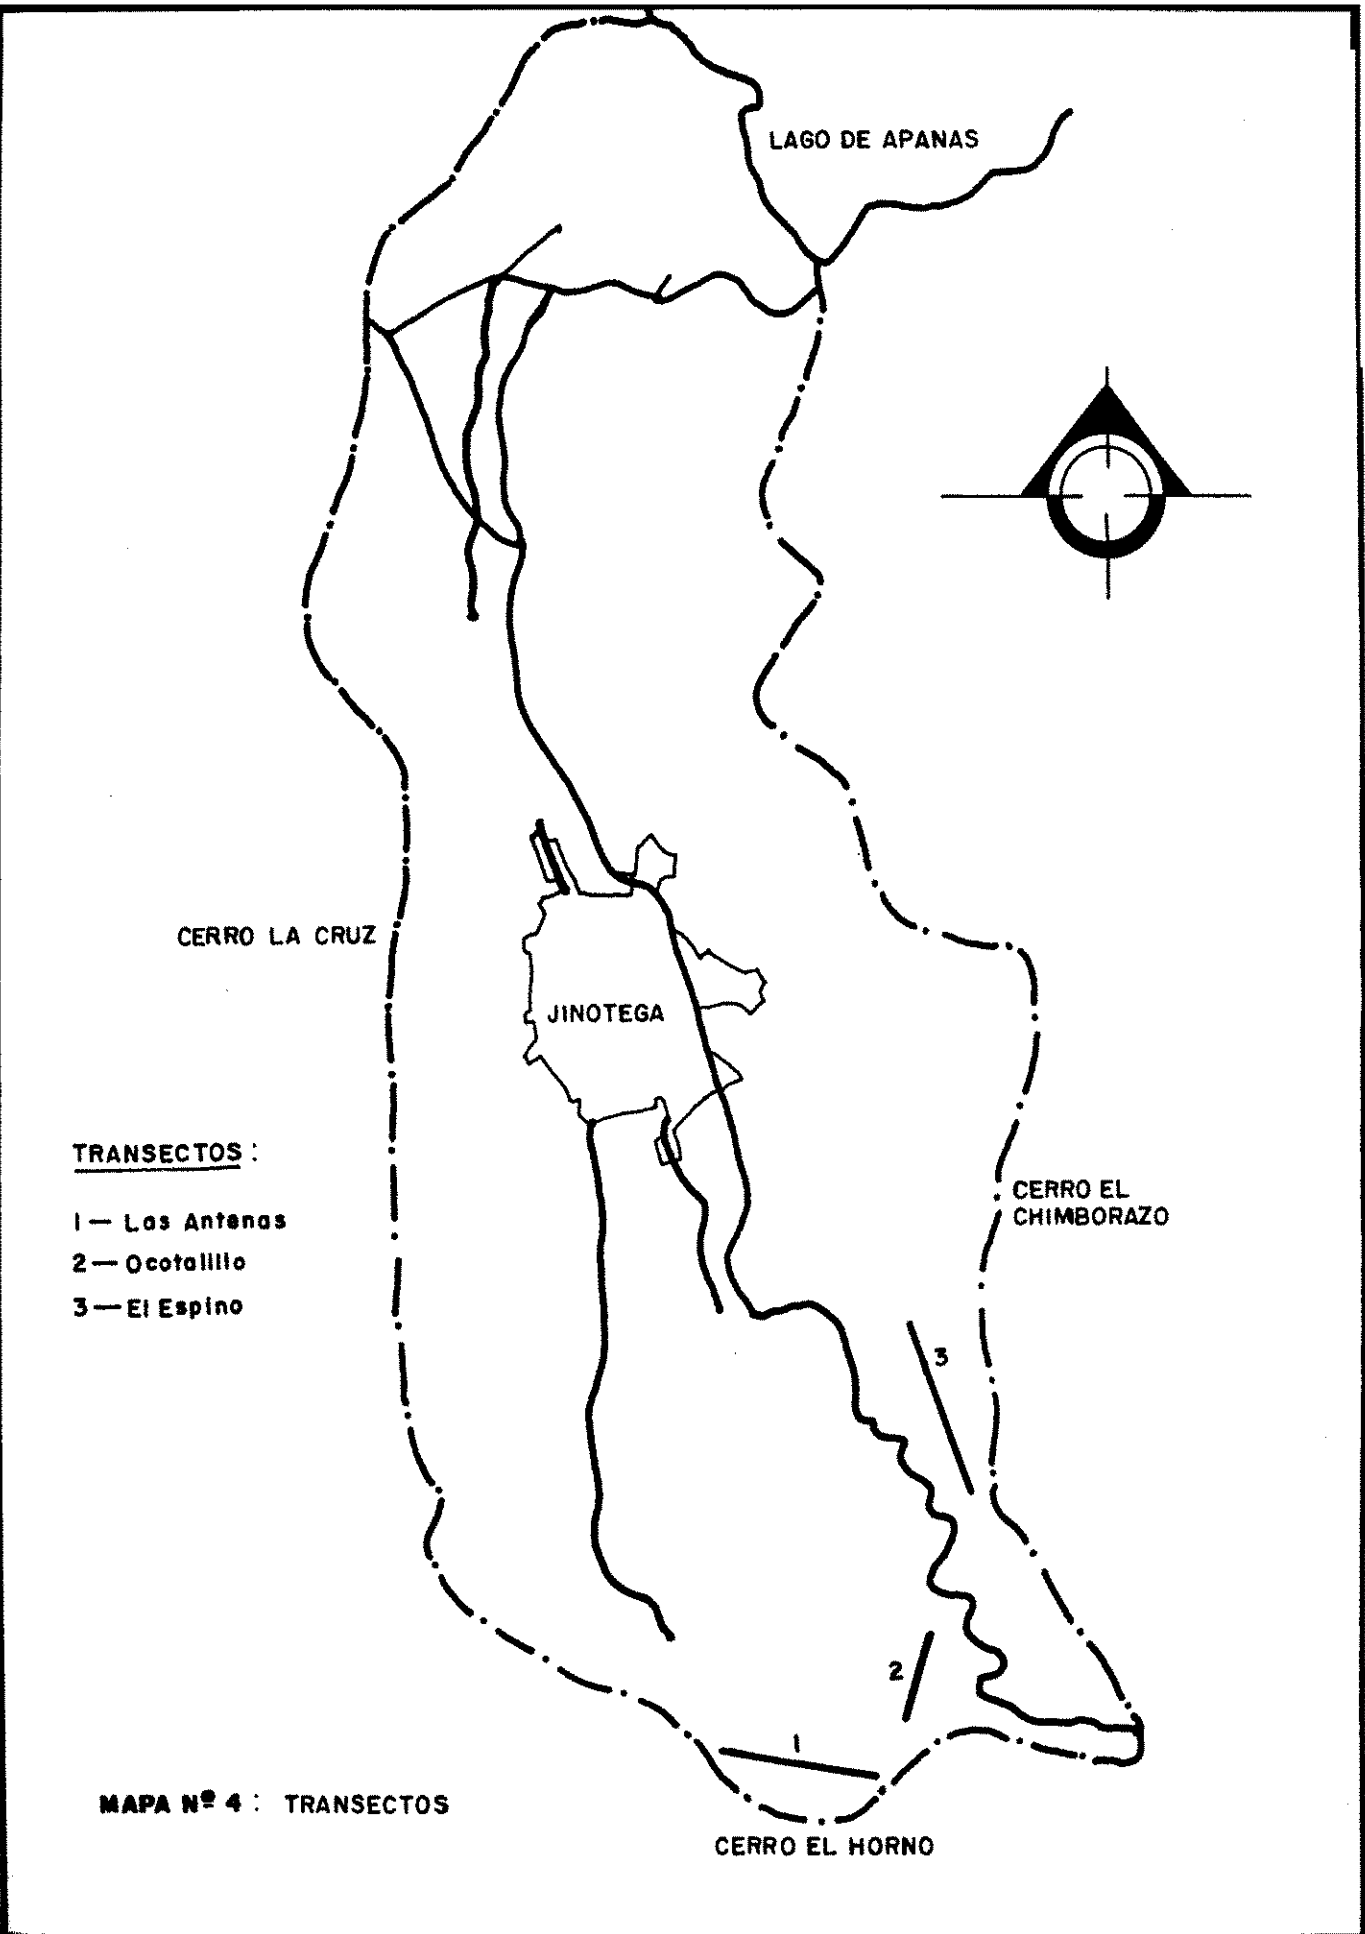 LAGO DE APANAS
CERRO LA CRUZ
JINOTEGA
TRANSECTOS :
1 — Las Antenas
2 — Ocotalillo
3 — El Espino
CERRO EL
CHIMBORAZO
3
2
1
MAPA Nº 4 : TRANSECTOS
CERRO EL HORNO